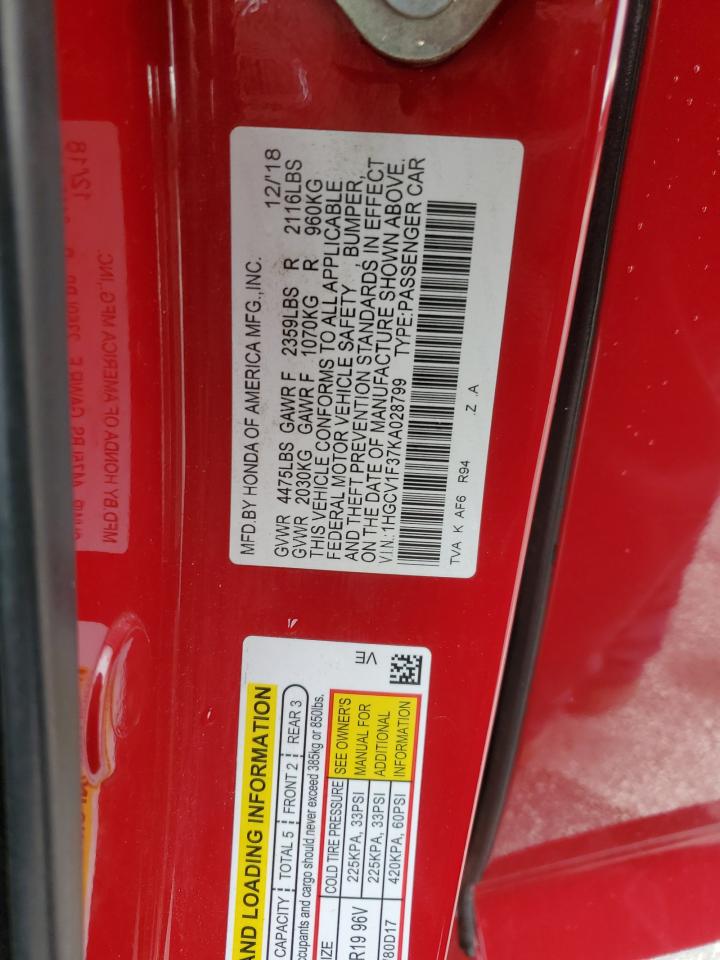 MFD.BY HONDA OF AMERICA MFG.,INC. 12/'18
GVWR 4475LBS GAWR F 2359LBS R 2116LBS
GVWR 2030KG GAWR F 1070KG R 960KG
THIS VEHICLE CONFORMS TO ALL APPLICABLE
FEDERAL MOTOR VEHICLE SAFETY , BUMPER,
AND THEFT PREVENTION STANDARDS IN EFFECT
ON THE DATE OF MANUFACTURE SHOWN ABOVE.
V.I.N.:1HGCV1F37KA028799 TYPE:PASSENGER CAR
TVA K AF6 R94 .Z .A
AND LOADING INFORMATION
CAPACITY TOTAL 5 FRONT 2 REAR 3
cupants and cargo should never exceed 385kg or 850lbs.
IZE COLD TIRE PRESSURE
R19 96V 225KPA, 33PSI
225KPA, 33PSI
80D17 420KPA, 60PSI
SEE OWNER'S
MANUAL FOR
ADDITIONAL
INFORMATION
VE